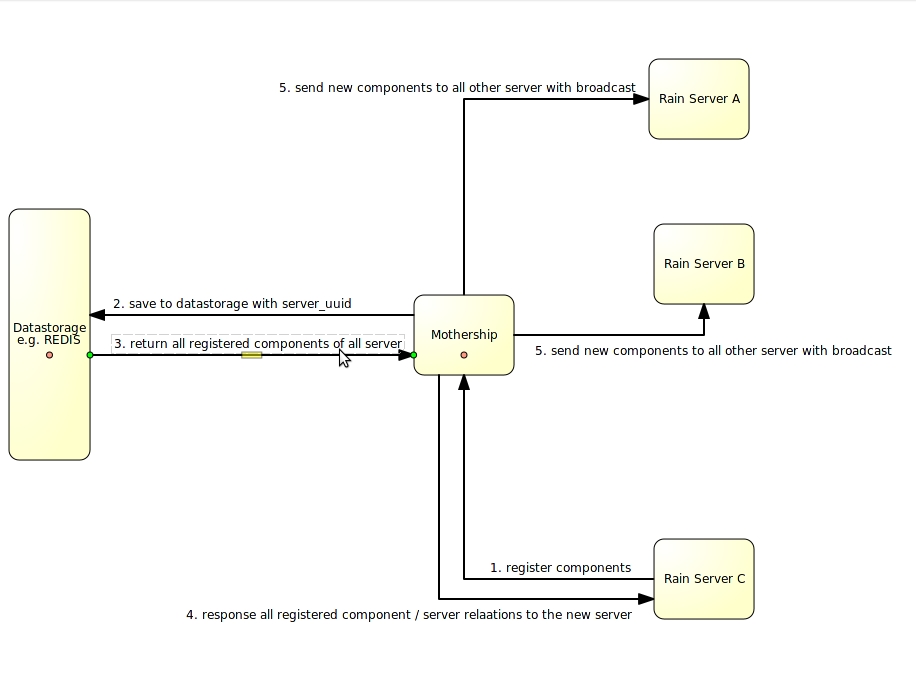 5. send new components to all other server with broadcast
Rain Server A
Rain Server B
2. save to datastorage with server_uuid
Datastorage
e.g. REDIS
3. return all registered components of all server
Mothership
5. send new components to all other server with broadcast
1. register components
Rain Server C
4. response all registered component / server relaations to the new server